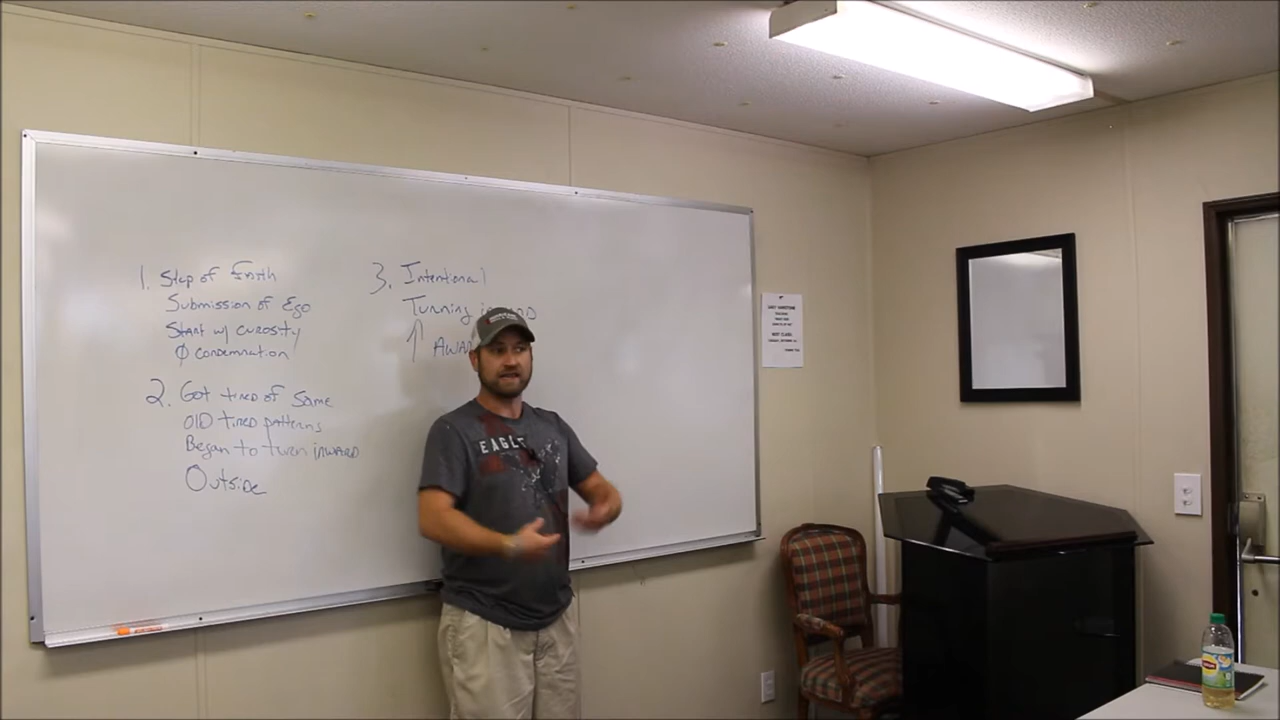 1. Step of Faith
Submission of Ego
Start w/ curosity
∅ condemnation
2. Got tired of same
OlD tired patterns
Began to turn inWARD
OutsiDe
3. Intentional
Turning
↑
EAGLE